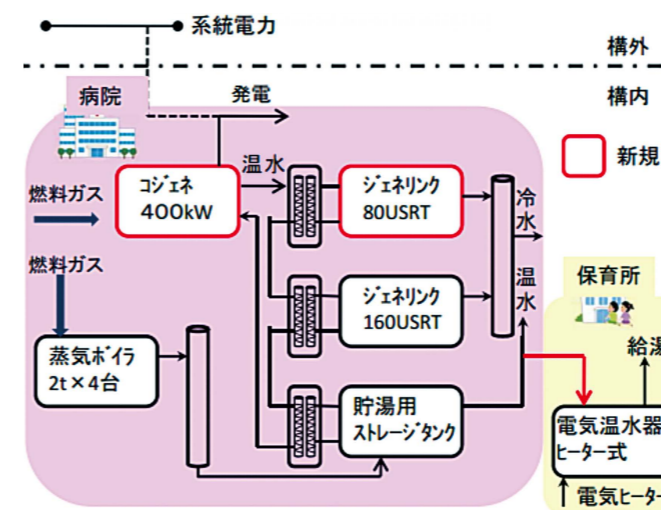 系統電力
構外
構内
病院
発電
新規
燃料ガス
コジェネ
400kW
温水
ジェネリンク
80USRT
冷水
温水
燃料ガス
ジェネリンク
160USRT
保育所
給湯
蒸気ボイラ
2t×4台
貯湯用
ストレージタンク
電気温水器
ヒーター式
電気ヒーター